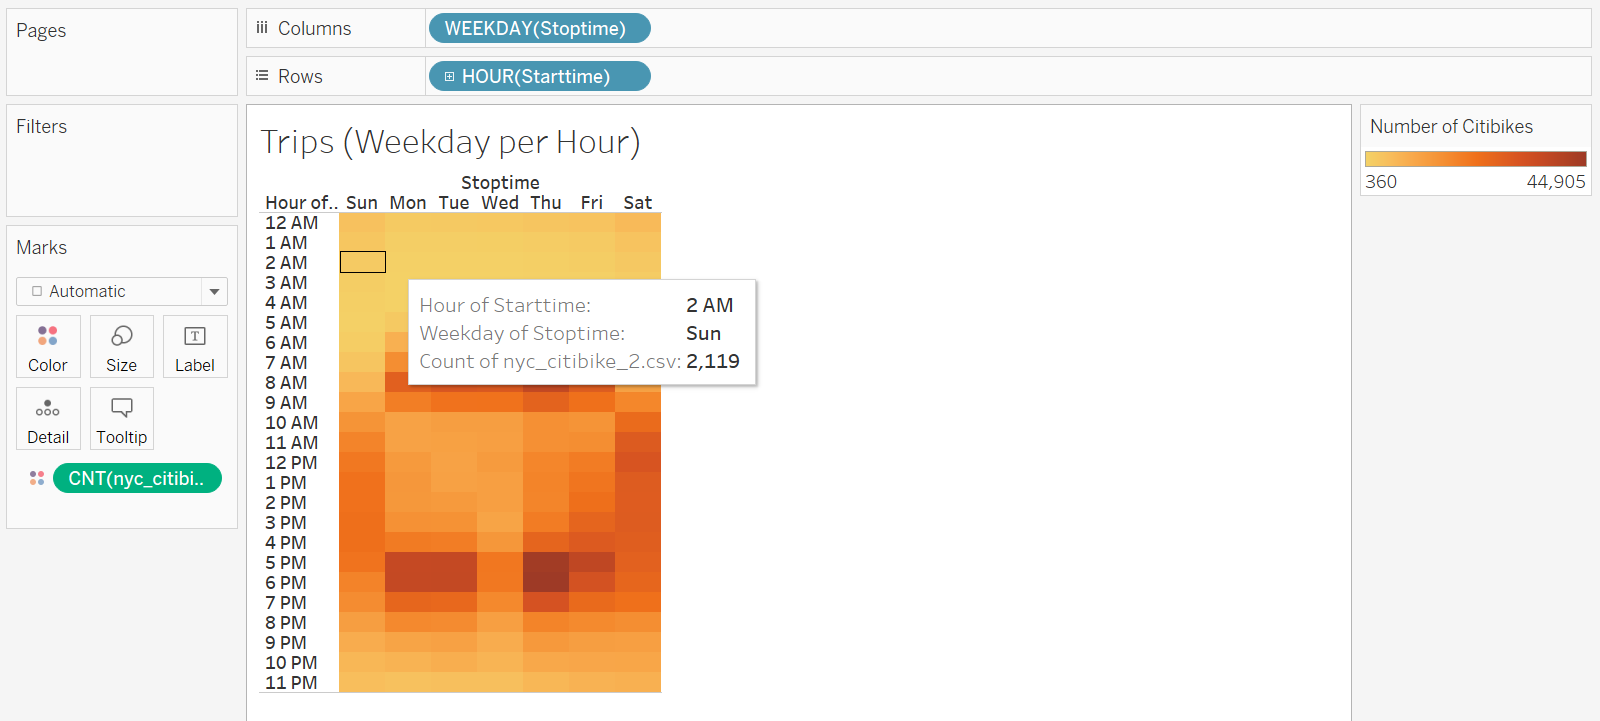 Pages
Columns
WEEKDAY(Stoptime)
Rows
HOUR(Starttime)
Filters
Marks
Automatic
Color
Size
T
Label
Detail
Tooltip
CNT(nyc_citibi..
Trips (Weekday per Hour)
Stoptime
Hour of.. Sun Mon Tue Wed Thu Fri Sat
12 AM
1 AM
2 AM
3 AM
4 AM
5 AM
6 AM
7 AM
8 AM
9 AM
10 AM
11 AM
12 PM
1 PM
2 PM
3 PM
4 PM
5 PM
6 PM
7 PM
8 PM
9 PM
10 PM
11 PM
Hour of Starttime: 2 AM
Weekday of Stoptime: Sun
Count of nyc_citibike_2.csv: 2,119
Number of Citibikes
360 44,905